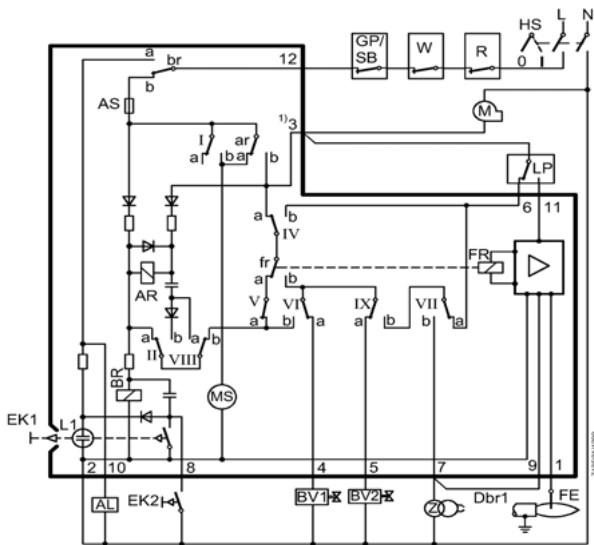 HS L N
GP/
SB
W
R
0 I
a br
b
12
AS
1) 3
M
I
ar
a b a b
LP
6 11
a b
IV
fr
a b
FR
AR
V
a b
VI
a
IX
a b
VII
b a
b a b
a
II VIII
BR
MS
EK1 L1
2 10 8 4 5 7 9 1
AL
EK2
BV1
BV2
Z
Dbr1
FE